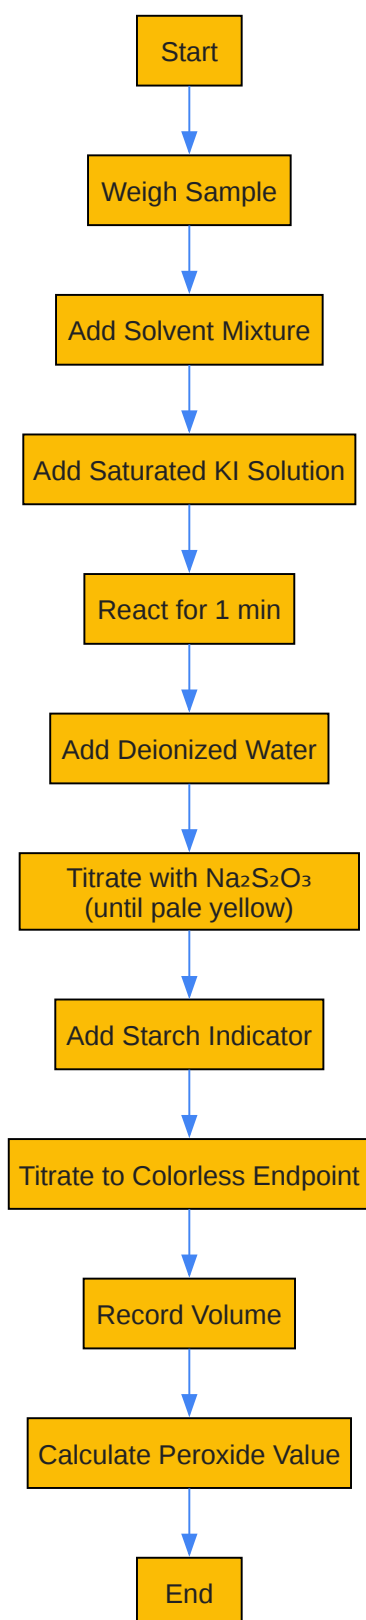 Start
Weigh Sample
Add Solvent Mixture
Add Saturated KI Solution
React for 1 min
Add Deionized Water
Titrate with Na₂S₂O₃
(until pale yellow)
Add Starch Indicator
Titrate to Colorless Endpoint
Record Volume
Calculate Peroxide Value
End